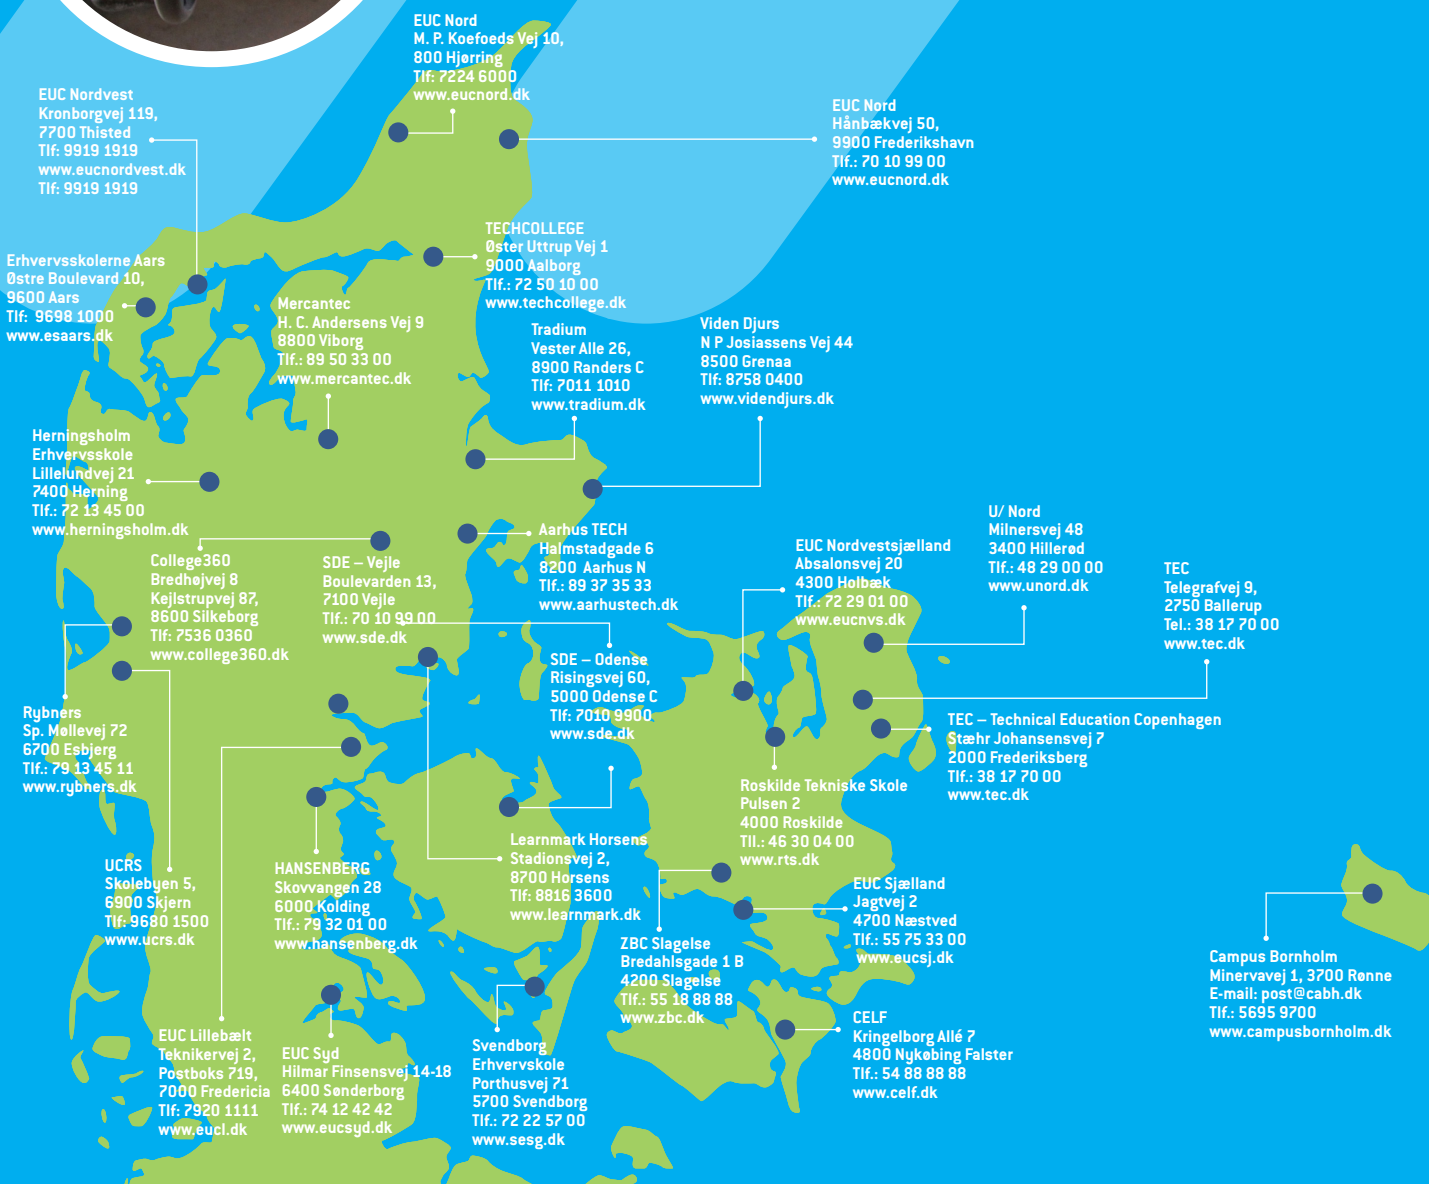 EUC Nord
M. P. Koefoeds Vej 10,
800 Hjørring
Tlf: 7224 6000
www.eucnord.dk
EUC Nordvest
Kronborgvej 119,
7700 Thisted
Tlf: 9919 1919
www.eucnordvest.dk
Tlf: 9919 1919
EUC Nord
Hånbækvej 50,
9900 Frederikshavn
Tlf.: 70 10 99 00
www.eucnord.dk
TECHCOLLEGE
Øster Uttrup Vej 1
9000 Aalborg
Tlf.: 72 50 10 00
www.techcollege.dk
Erhvervsskolerne Aars
Østre Boulevard 10,
9600 Aars
Tlf: 9698 1000
www.esaars.dk
Mercantec
H. C. Andersens Vej 9
8800 Viborg
Tlf.: 89 50 33 00
www.mercantec.dk
Tradium
Vester Alle 26,
8900 Randers C
Tlf: 7011 1010
www.tradium.dk
Viden Djurs
N P Josiassens Vej 44
8500 Grenaa
Tlf: 8758 0400
www.videndjurs.dk
Herningsholm
Erhvervsskole
Lillelundvej 21
7400 Herning
Tlf.: 72 13 45 00
www.herningsholm.dk
College360
Bredhøjvej 8
Kejlstrupvej 87,
8600 Silkeborg
Tlf: 7536 0360
www.college360.dk
SDE – Vejle
Boulevarden 13,
7100 Vejle
Tlf.: 70 10 99 00
www.sde.dk
Aarhus TECH
Halmstadgade 6
8200 Aarhus N
Tlf.: 89 37 35 33
www.aarhustech.dk
EUC Nordvestsjælland
Absalonsvej 20
4300 Holbæk
Tlf.: 72 29 01 00
www.eucnvs.dk
U/ Nord
Milnersvej 48
3400 Hillerød
Tlf.: 48 29 00 00
www.unord.dk
TEC
Telegrafvej 9,
2750 Ballerup
Tel.: 38 17 70 00
www.tec.dk
SDE – Odense
Risingsvej 60,
5000 Odense C
Tlf: 7010 9900
www.sde.dk
Rybners
Sp. Møllevej 72
6700 Esbjerg
Tlf.: 79 13 45 11
www.rybners.dk
TEC – Technical Education Copenhagen
Stæhr Johansensvej 7
2000 Frederiksberg
Tlf.: 38 17 70 00
www.tec.dk
Roskilde Tekniske Skole
Pulsen 2
4000 Roskilde
Tll.: 46 30 04 00
www.rts.dk
UCRS
Skolebyen 5,
6900 Skjern
Tlf: 9680 1500
www.ucrs.dk
HANSENBERG
Skovvangen 28
6000 Kolding
Tlf.: 79 32 01 00
www.hansenberg.dk
Learnmark Horsens
Stadionsvej 2,
8700 Horsens
Tlf: 8816 3600
www.learnmark.dk
EUC Sjælland
Jagtvej 2
4700 Næstved
Tlf.: 55 75 33 00
www.eucsj.dk
ZBC Slagelse
Bredahlsgade 1 B
4200 Slagelse
Tlf.: 55 18 88 88
www.zbc.dk
Campus Bornholm
Minervavej 1, 3700 Rønne
E-mail: post@cabh.dk
Tlf.: 5695 9700
www.campusbornholm.dk
CELF
Kringelborg Allé 7
4800 Nykøbing Falster
Tlf.: 54 88 88 88
www.celf.dk
EUC Lillebælt
Teknikervej 2,
Postboks 719,
7000 Fredericia
Tlf: 7920 1111
www.eucl.dk
EUC Syd
Hilmar Finsensvej 14-18
6400 Sønderborg
Tlf.: 74 12 42 42
www.eucsyd.dk
Svendborg
Erhvervskole
Porthusvej 71
5700 Svendborg
Tlf.: 72 22 57 00
www.sesg.dk